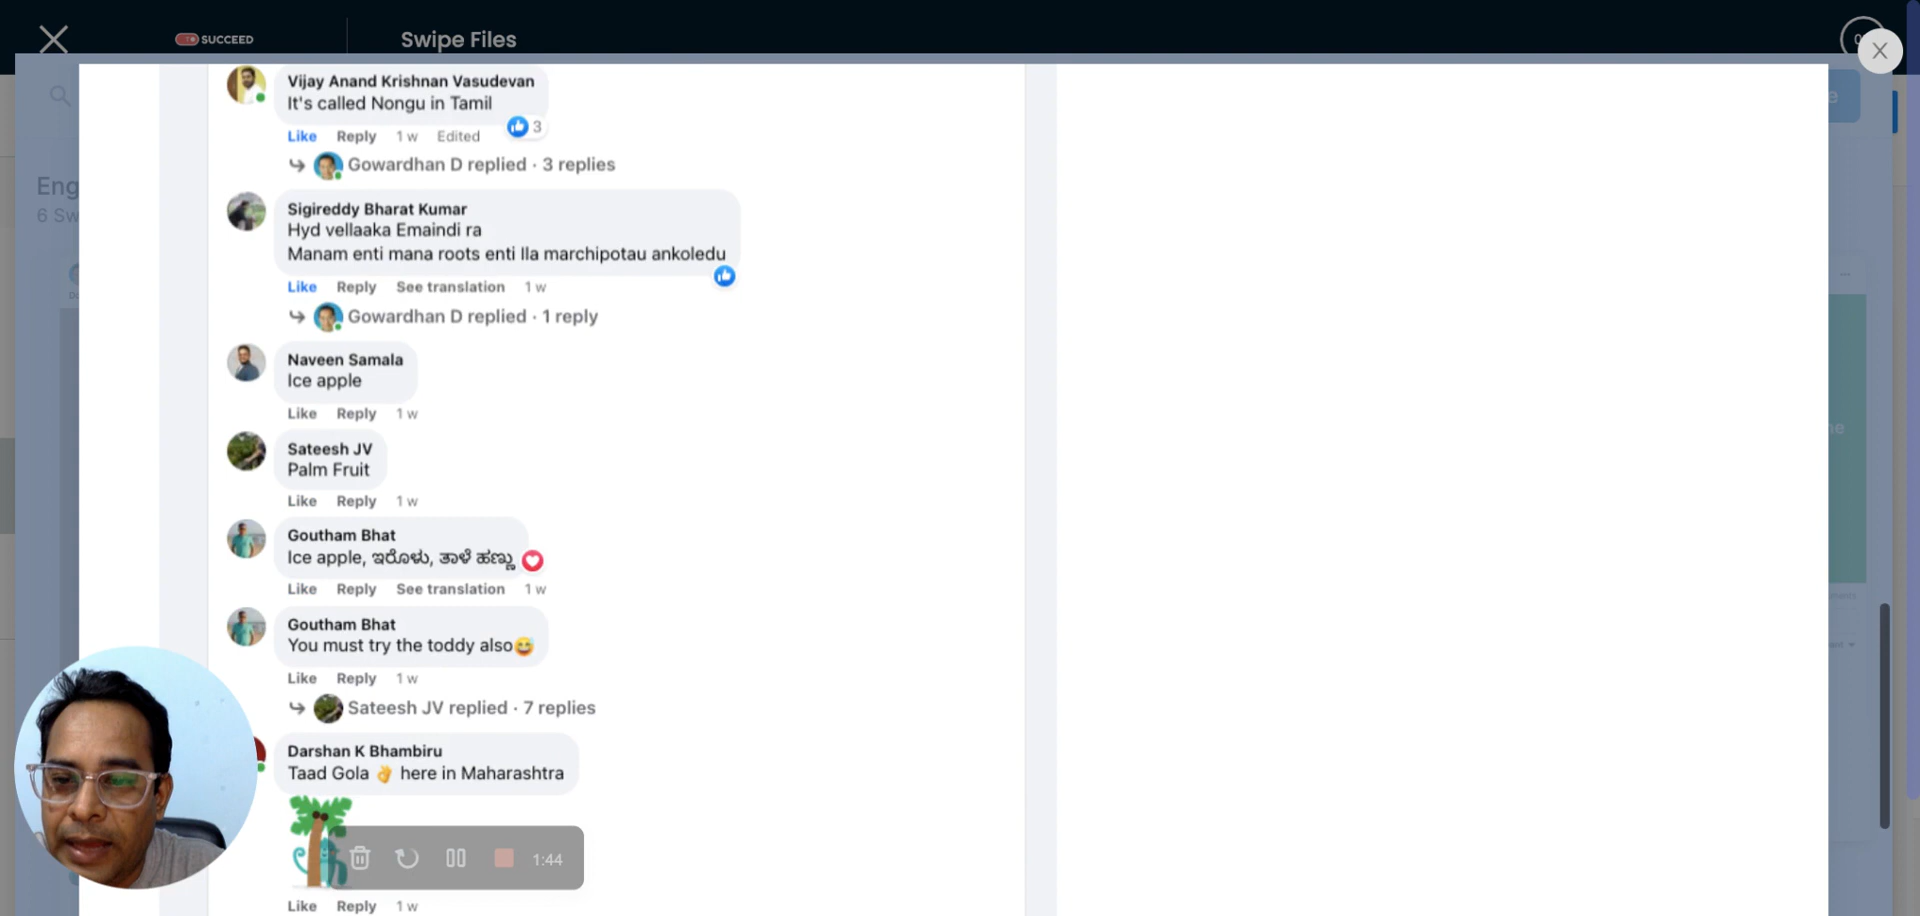 SUCCEED
Swipe Files
Vijay Anand Krishnan Vasudevan
It's called Nongu in Tamil
Like Reply 1 w Edited 3
Gowardhan D replied · 3 replies
Eng
6 Sw
Sigireddy Bharat Kumar
Hyd vellaaka Emaindi ra
Manam enti mana roots enti lla marchipotau ankoledu
Like Reply See translation 1 w
Gowardhan D replied · 1 reply
Naveen Samala
Ice apple
Like Reply 1 w
Sateesh JV
Palm Fruit
Like Reply 1 w
Goutham Bhat
Ice apple, ಇರೊಳು, ತಾಳೆ ಹಣ್ಣು
Like Reply See translation 1 w
Goutham Bhat
You must try the toddy also😅
Like Reply 1 w
Sateesh JV replied · 7 replies
Darshan K Bhambiru
Taad Gola 👌 here in Maharashtra
1:44
Like Reply 1 w